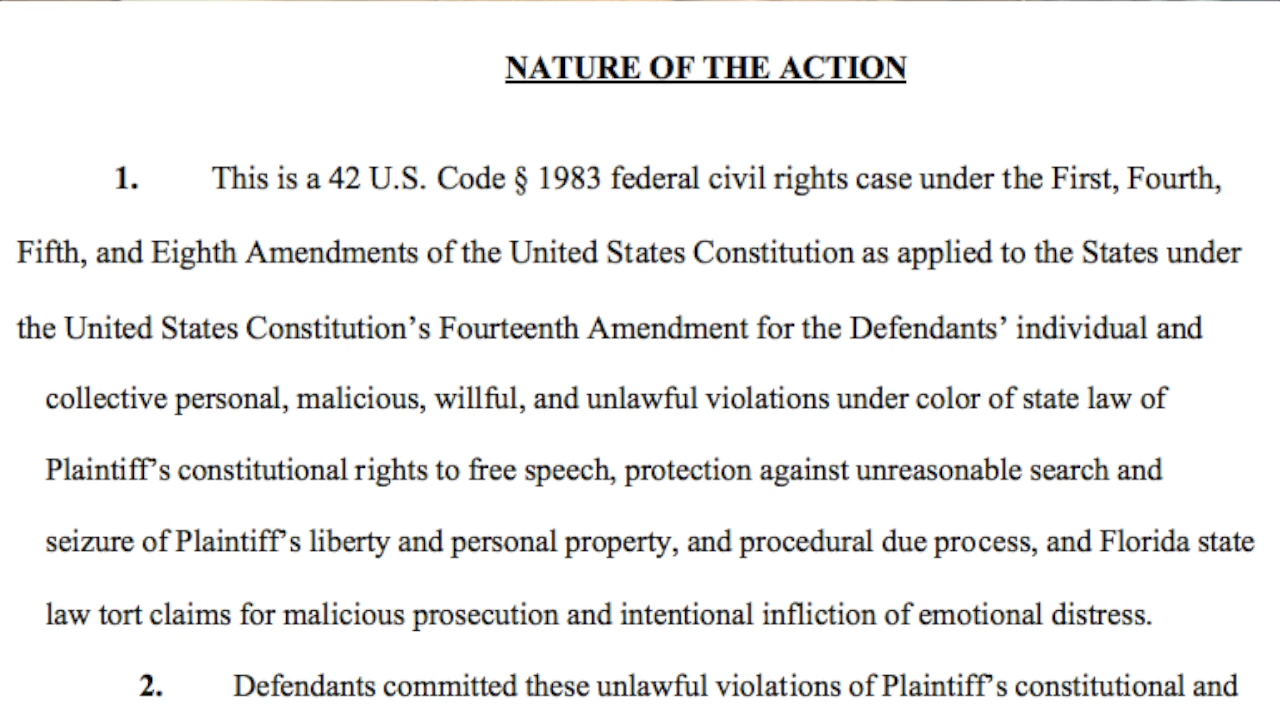 NATURE OF THE ACTION
1. This is a 42 U.S. Code § 1983 federal civil rights case under the First, Fourth,
Fifth, and Eighth Amendments of the United States Constitution as applied to the States under
the United States Constitution’s Fourteenth Amendment for the Defendants’ individual and
collective personal, malicious, willful, and unlawful violations under color of state law of
Plaintiff’s constitutional rights to free speech, protection against unreasonable search and
seizure of Plaintiff’s liberty and personal property, and procedural due process, and Florida state
law tort claims for malicious prosecution and intentional infliction of emotional distress.
2. Defendants committed these unlawful violations of Plaintiff’s constitutional and